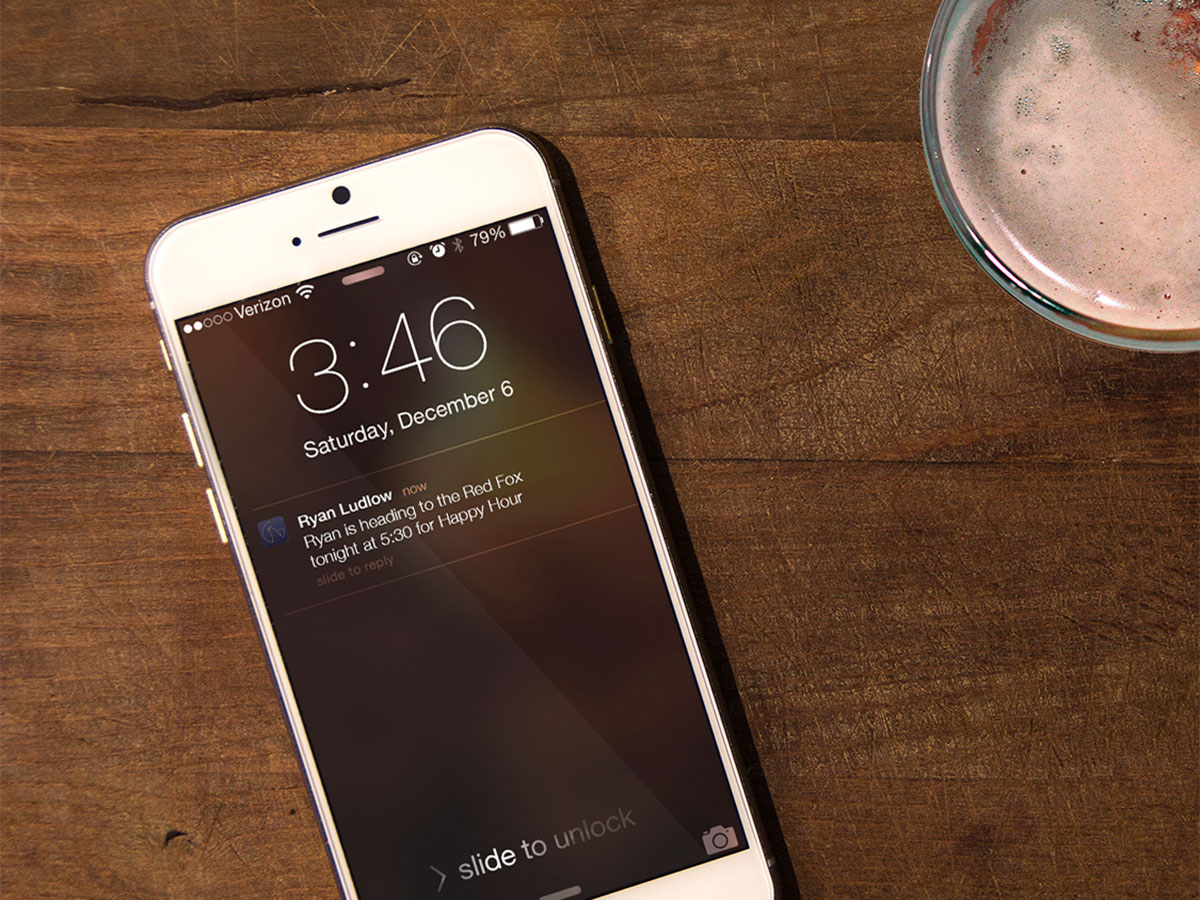 Verizon 79%
3:46
Saturday, December 6
Ryan Ludlow now
Ryan is heading to the Red Fox
tonight at 5:30 for Happy Hour
slide to reply
> slide to unlock